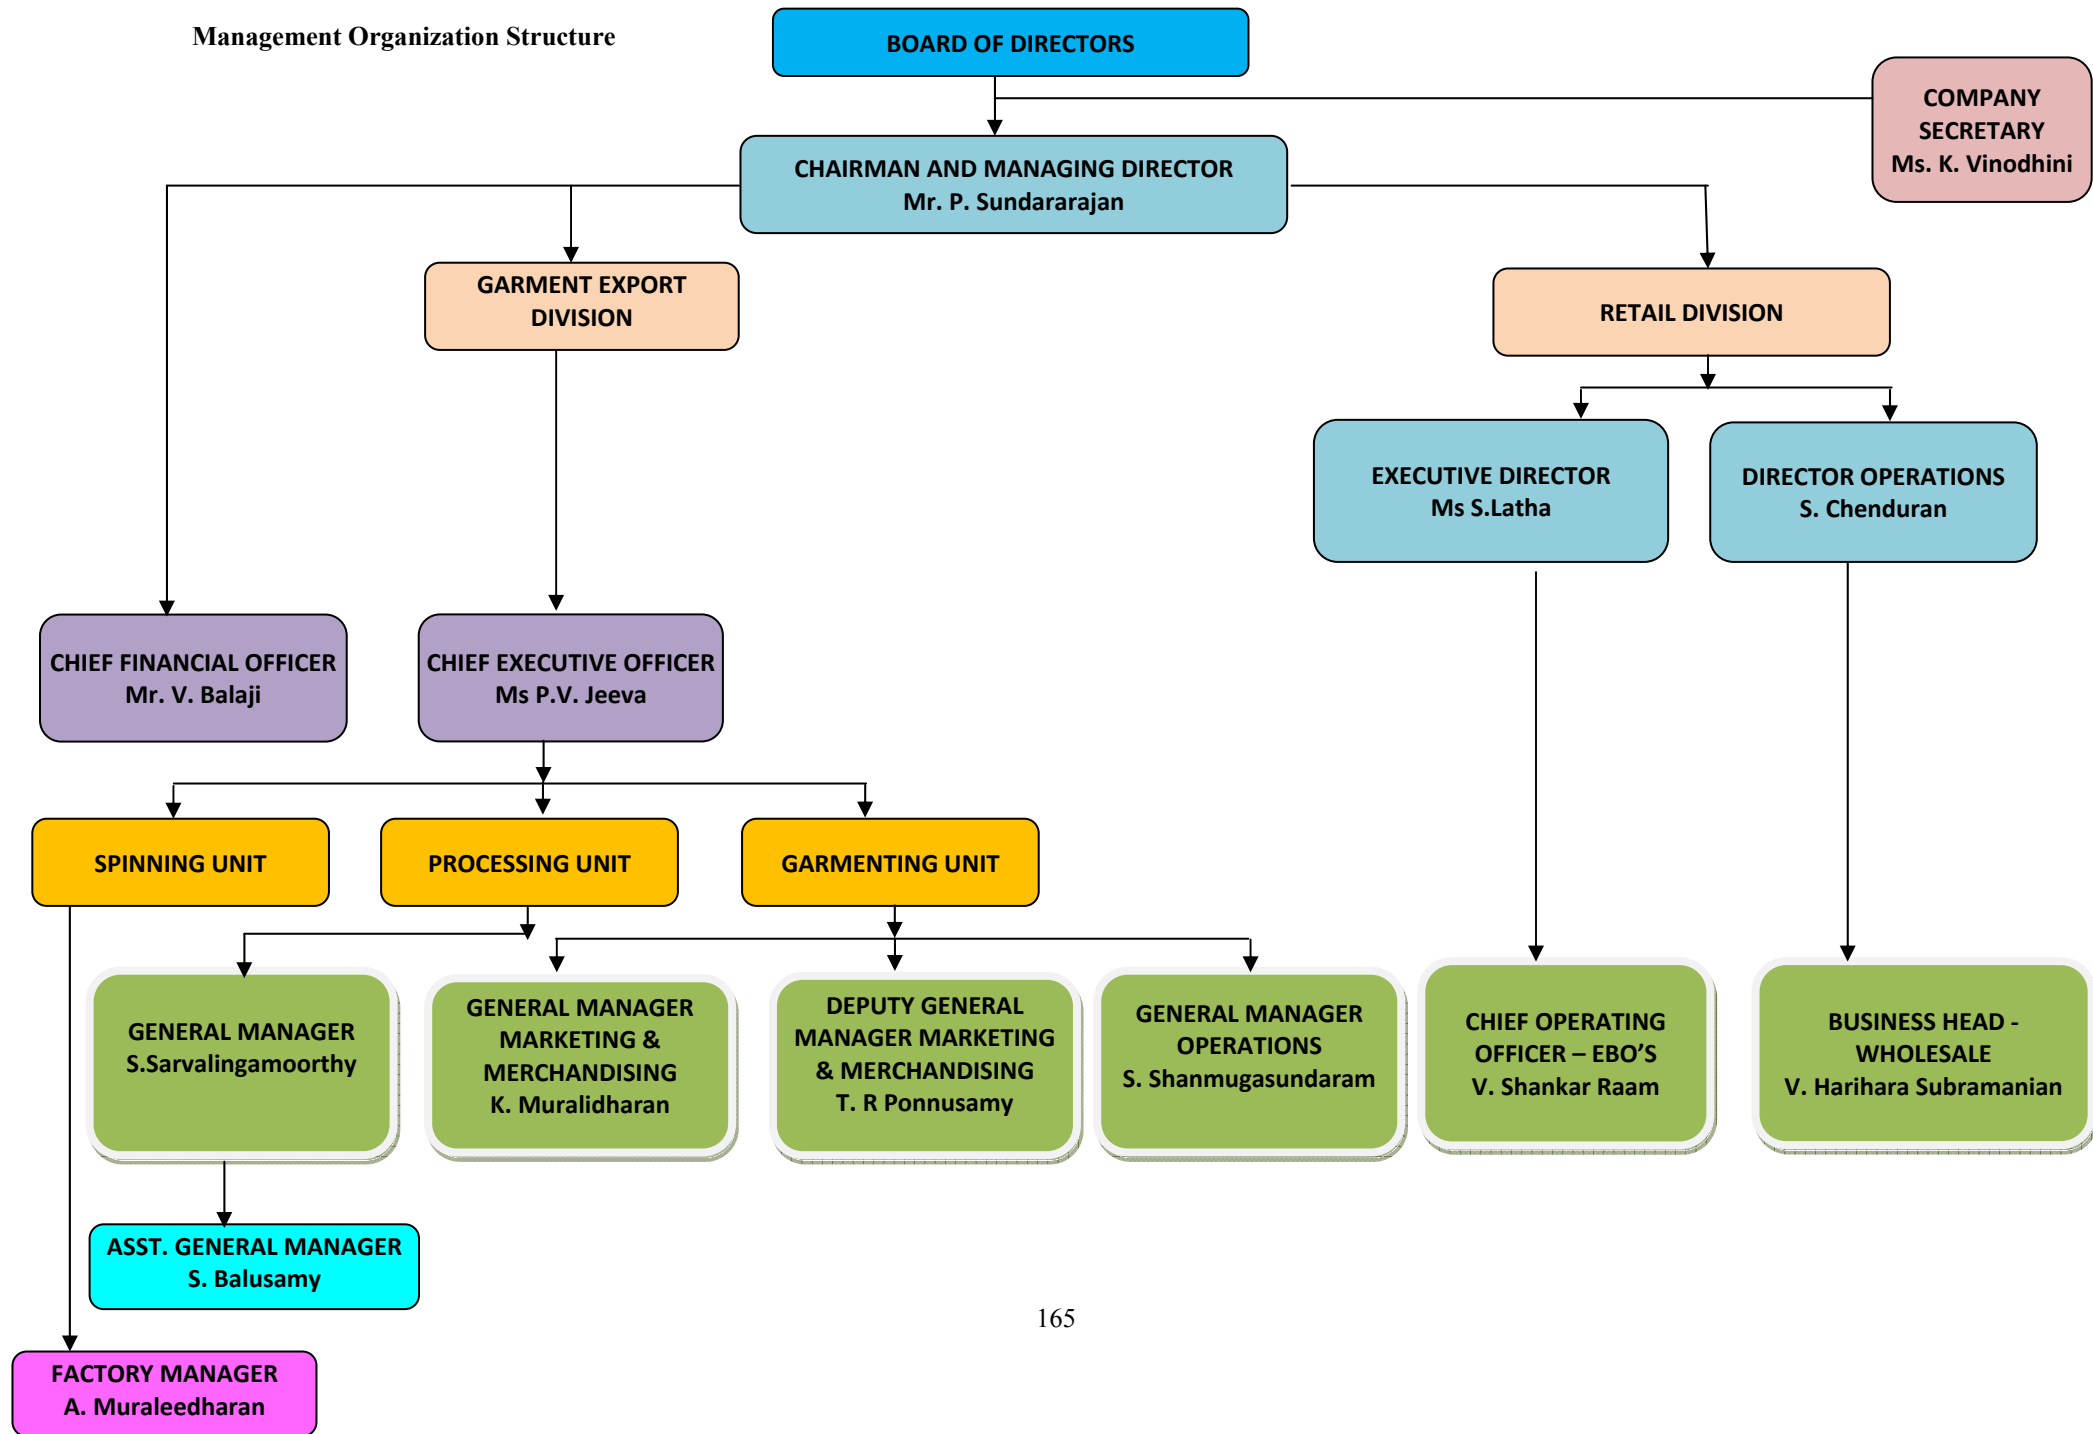 Management Organization Structure
BOARD OF DIRECTORS
COMPANY
SECRETARY
Ms. K. Vinodhini
CHAIRMAN AND MANAGING DIRECTOR
Mr. P. Sundararajan
GARMENT EXPORT
DIVISION
RETAIL DIVISION
EXECUTIVE DIRECTOR
Ms S.Latha
DIRECTOR OPERATIONS
S. Chenduran
CHIEF FINANCIAL OFFICER
Mr. V. Balaji
CHIEF EXECUTIVE OFFICER
Ms P.V. Jeeva
SPINNING UNIT
PROCESSING UNIT
GARMENTING UNIT
GENERAL MANAGER
S.Sarvalingamoorthy
GENERAL MANAGER
MARKETING &
MERCHANDISING
K. Muralidharan
DEPUTY GENERAL
MANAGER MARKETING
& MERCHANDISING
T. R Ponnusamy
GENERAL MANAGER
OPERATIONS
S. Shanmugasundaram
CHIEF OPERATING
OFFICER – EBO’S
V. Shankar Raam
BUSINESS HEAD -
WHOLESALE
V. Harihara Subramanian
ASST. GENERAL MANAGER
S. Balusamy
165
FACTORY MANAGER
A. Muraleedharan